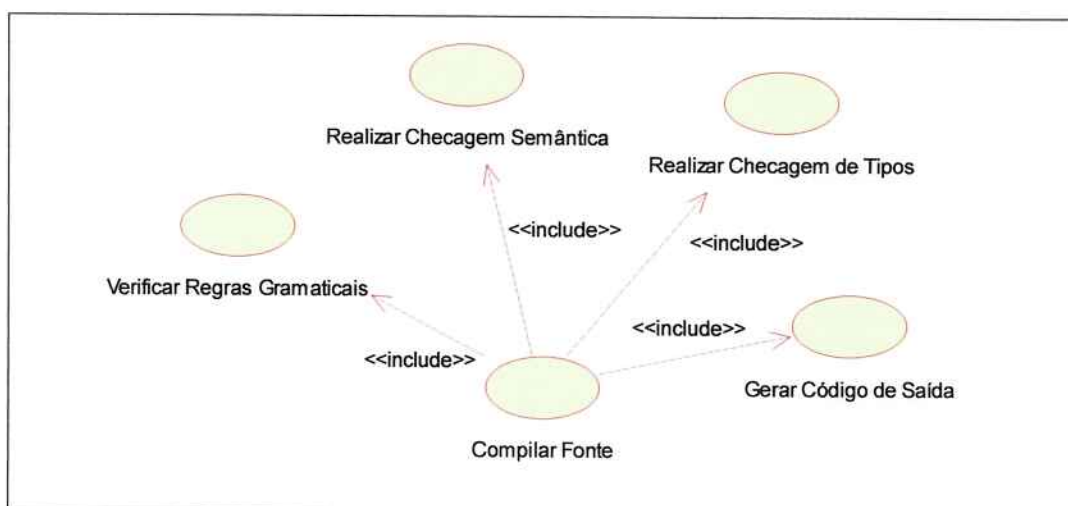 Realizar Checagem Semântica
Realizar Checagem de Tipos
<<include>>
<<include>>
Verificar Regras Gramaticais
<<include>>
<<include>>
Gerar Código de Saída
Compilar Fonte